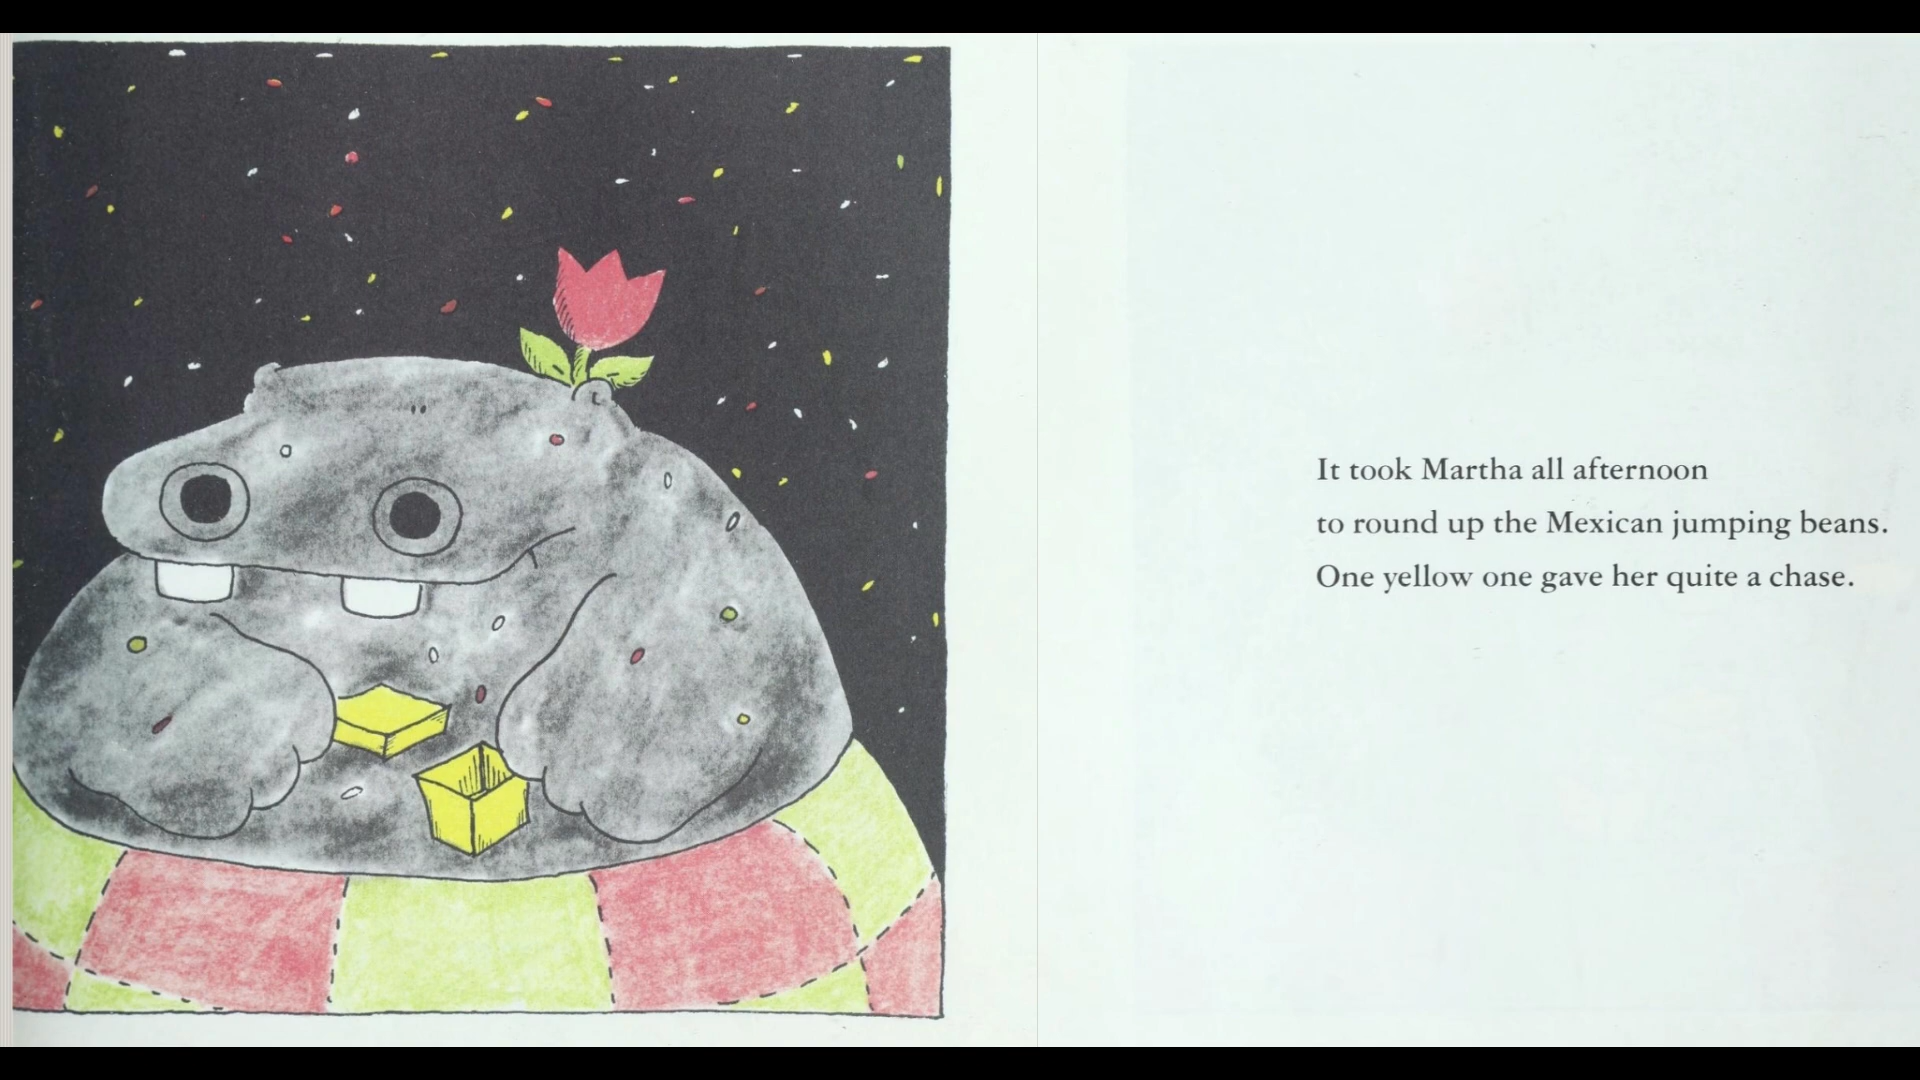 It took Martha all afternoon
to round up the Mexican jumping beans.
One yellow one gave her quite a chase.